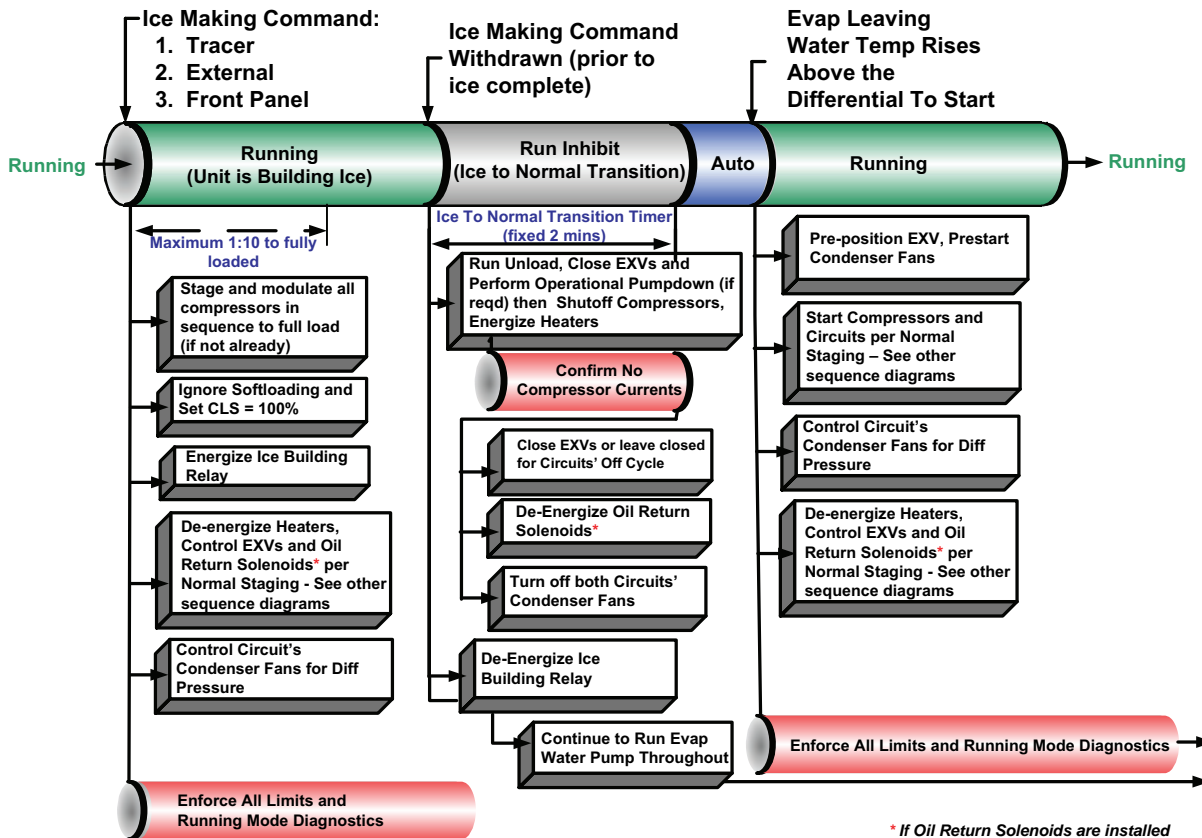 Ice Making Command:
1. Tracer
2. External
3. Front Panel
Ice Making Command
Withdrawn (prior to
ice complete)
Evap Leaving
Water Temp Rises
Above the
Differential To Start
Running
Running
(Unit is Building Ice)
Run Inhibit
(Ice to Normal Transition)
Auto
Running
Running
Maximum 1:10 to fully
loaded
Stage and modulate all
compressors in
sequence to full load
(if not already)
Ignore Softloading and
Set CLS = 100%
Energize Ice Building
Relay
De-energize Heaters,
Control EXVs and Oil
Return Solenoids* per
Normal Staging - See other
sequence diagrams
Control Circuit's
Condenser Fans for Diff
Pressure
Enforce All Limits and
Running Mode Diagnostics
Ice To Normal Transition Timer
(fixed 2 mins)
Run Unload, Close EXVs and
Perform Operational Pumpdown (if
reqd) then Shutoff Compressors,
Energize Heaters
Confirm No
Compressor Currents
Close EXVs or leave closed
for Circuits' Off Cycle
De-Energize Oil Return
Solenoids*
Turn off both Circuits'
Condenser Fans
De-Energize Ice
Building Relay
Continue to Run Evap
Water Pump Throughout
Pre-position EXV, Prestart
Condenser Fans
Start Compressors and
Circuits per Normal
Staging – See other
sequence diagrams
Control Circuit's
Condenser Fans for Diff
Pressure
De-energize Heaters,
Control EXVs and Oil
Return Solenoids* per
Normal Staging - See other
sequence diagrams
Enforce All Limits and Running Mode Diagnostics
* If Oil Return Solenoids are installed